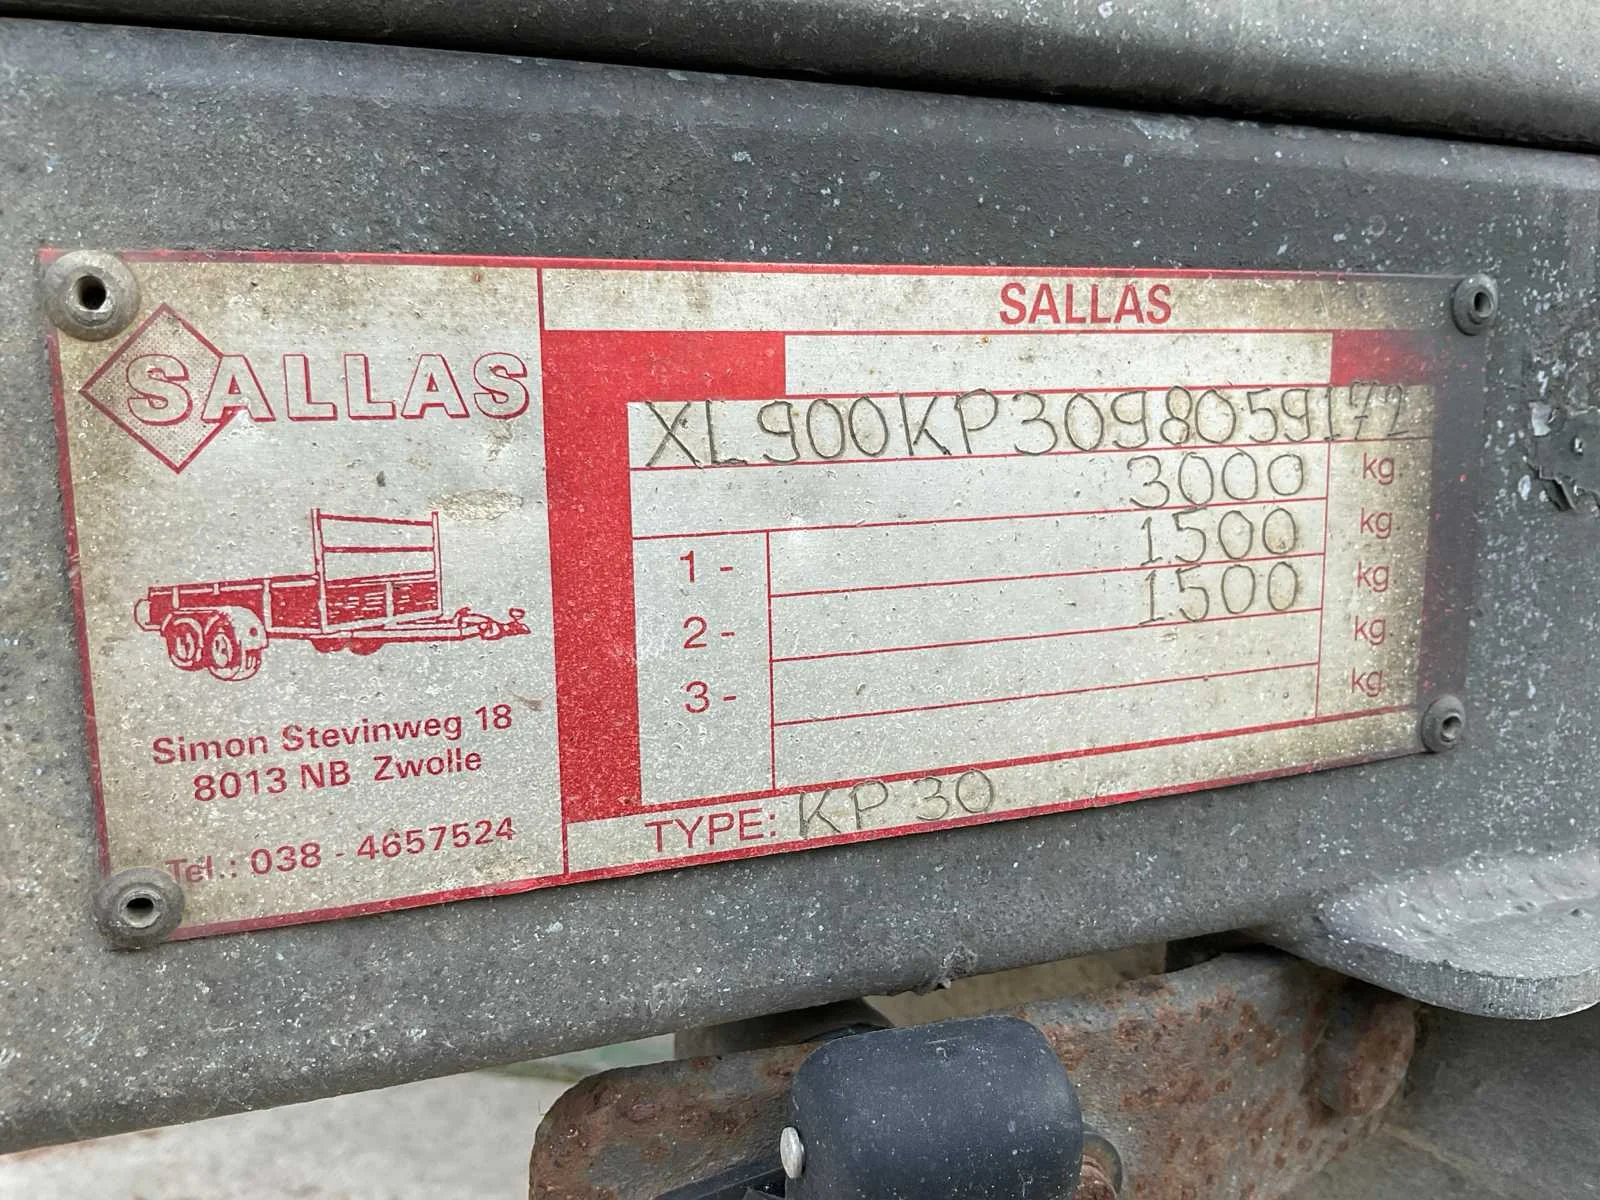 SALLAS
Simon Stevinweg 18
8013 NB Zwolle
Tel.: 038 - 4657524
SALLAS
XL900KP3098059172
3000 kg.
1 - 1500 kg.
2 - 1500 kg.
3 - kg.
kg.
TYPE: KP 30